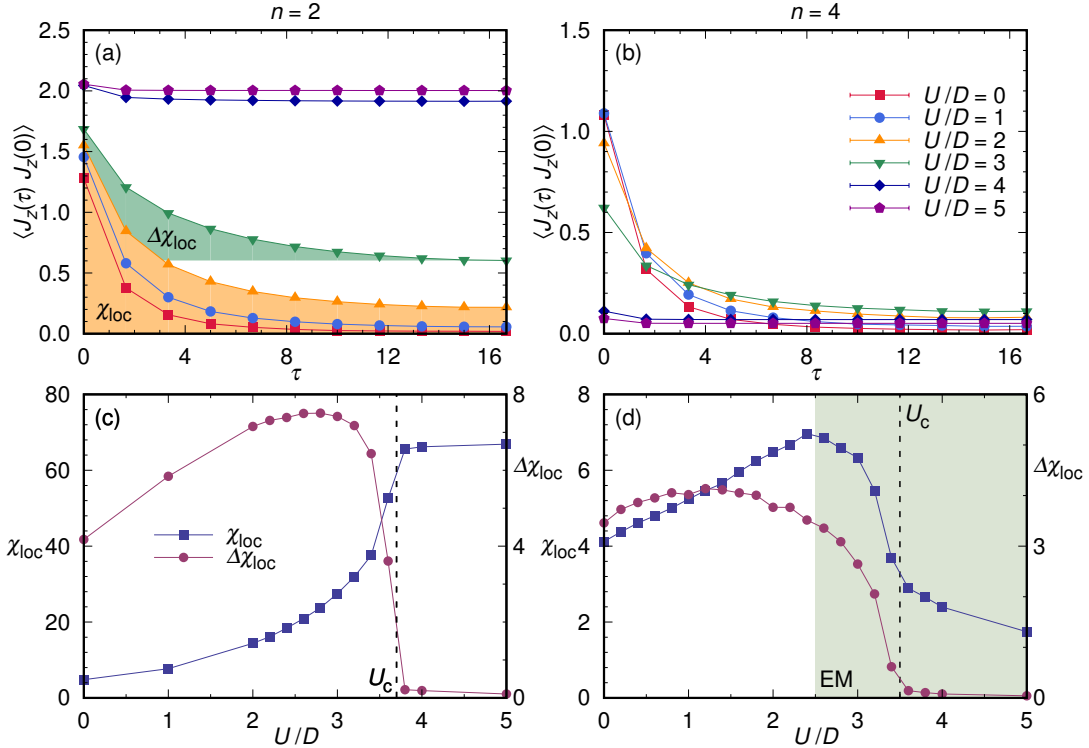 n = 2
n = 4
(a)
2.5
2.0
1.5
1.0
0.5
0.0
⟨J_z(τ) J_z(0)⟩
Δχ_loc
χ_loc
0 4 8 12 16
τ
(b)
1.5
1.0
0.5
0.0
⟨J_z(τ) J_z(0)⟩
U/D = 0
U/D = 1
U/D = 2
U/D = 3
U/D = 4
U/D = 5
0 4 8 12 16
τ
(c)
80
60
40
20
0
χ_loc
χ_loc
Δχ_loc
U_c
8
4
0
Δχ_loc
0 1 2 3 4 5
U/D
(d)
8
6
4
2
0
χ_loc
U_c
EM
6
3
0
Δχ_loc
0 1 2 3 4 5
U/D